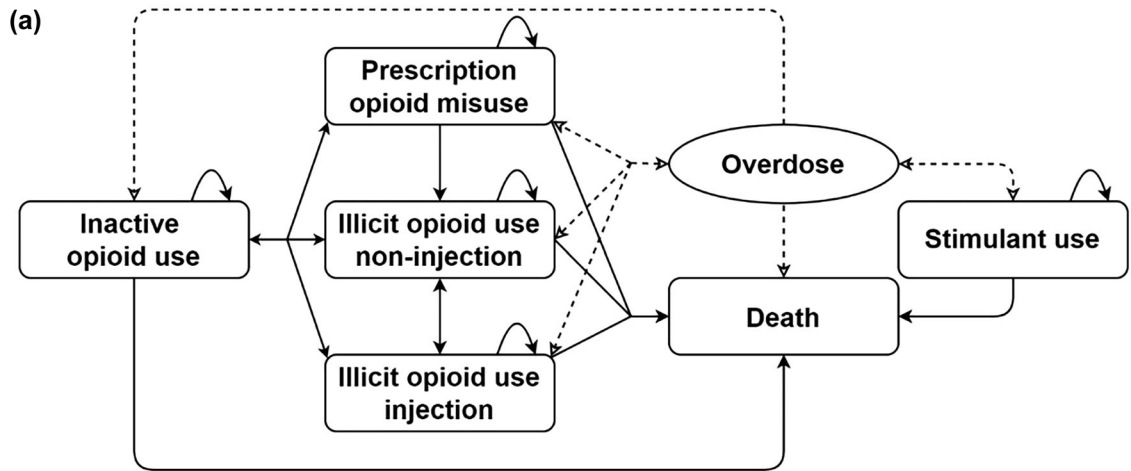 (a)
Prescription
opioid misuse
Overdose
Inactive
opioid use
Illicit opioid use
non-injection
Stimulant use
Death
Illicit opioid use
injection